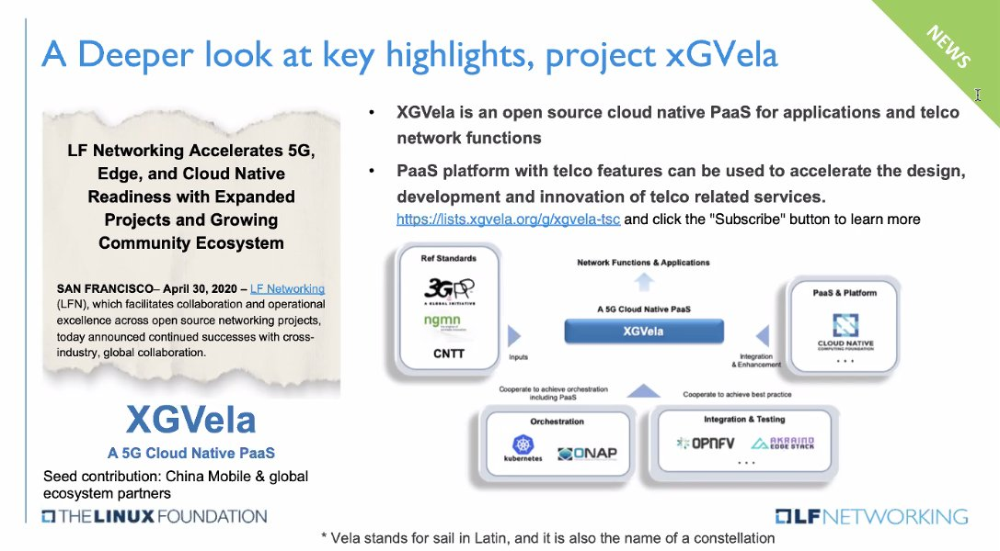 A Deeper look at key highlights, project xGVela
NEWS
LF Networking Accelerates 5G,
Edge, and Cloud Native
Readiness with Expanded
Projects and Growing
Community Ecosystem
SAN FRANCISCO– April 30, 2020 – LF Networking
(LFN), which facilitates collaboration and operational
excellence across open source networking projects,
today announced continued successes with cross-
industry, global collaboration.
XGVela
A 5G Cloud Native PaaS
Seed contribution: China Mobile & global
ecosystem partners
• XGVela is an open source cloud native PaaS for applications and telco
network functions
• PaaS platform with telco features can be used to accelerate the design,
development and innovation of telco related services.
https://lists.xgvela.org/g/xgvela-tsc and click the "Subscribe" button to learn more
Ref Standards
3GPP
A GLOBAL INITIATIVE
ngmn
CNTT
Inputs
Network Functions & Applications
A 5G Cloud Native PaaS
XGVela
Integration
& Enhancement
PaaS & Platform
CLOUD NATIVE
COMPUTING FOUNDATION
...
Cooperate to achieve orchestration
including PaaS
Cooperate to achieve best practice
Orchestration
kubernetes
ONAP
Integration & Testing
OPNFV
AKRAINO
EDGE STACK
...
THE LINUX FOUNDATION
LF NETWORKING
* Vela stands for sail in Latin, and it is also the name of a constellation